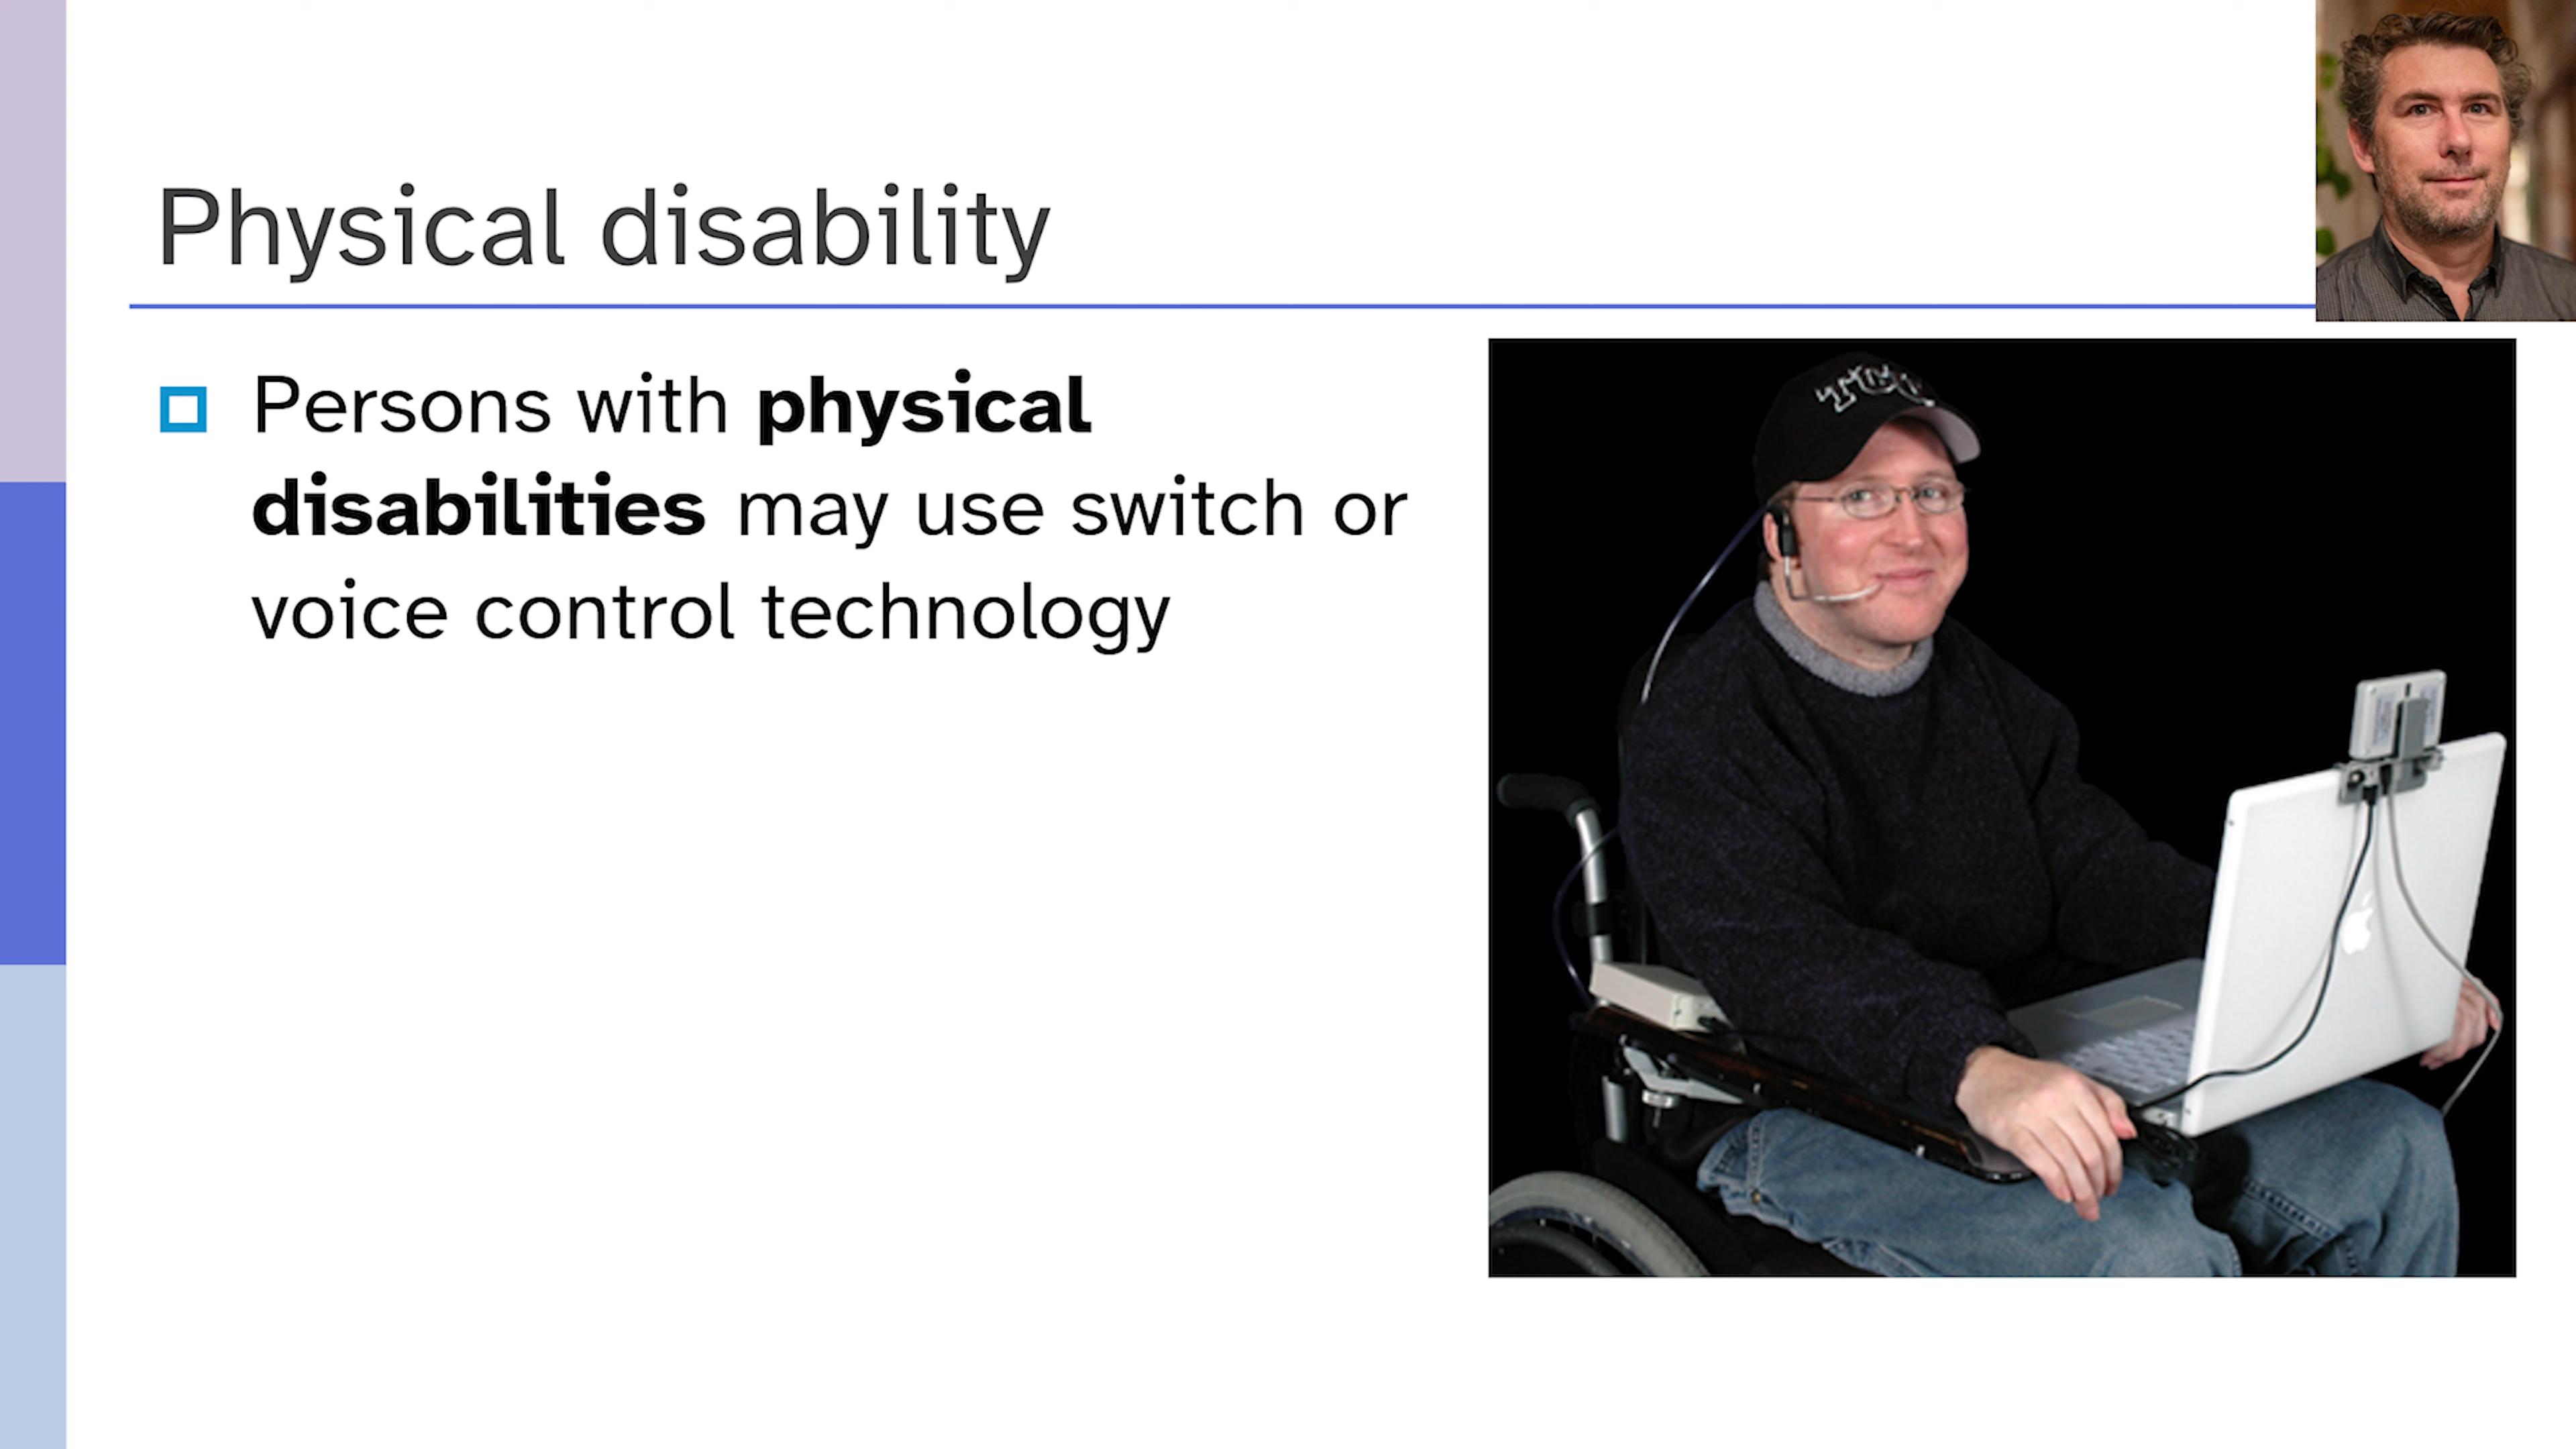 Physical disability
Persons with physical
disabilities may use switch or
voice control technology